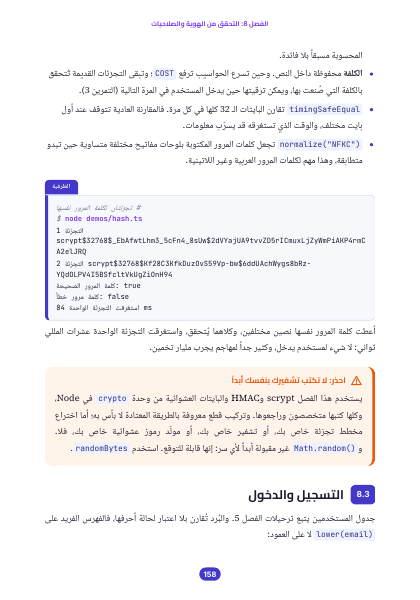 الفصل 8: التحقق من الهوية والصلاحيات
المحسوبة مسبقاً بلا فائدة.
• الكلفة محفوظة داخل النص. وحين تسرع الحواسيب ترفع COST؛ وتبقى التجزئات القديمة تُتحقق
بالكلفة التي صُنعت بها، ويمكن ترقيتها حين يدخل المستخدم في المرة التالية (التمرين 3).
• timingSafeEqual تقارن البايتات الـ 32 كلها في كل مرة. فالمقارنة العادية تتوقف عند أول
بايت مختلف، والوقت الذي تستغرقه قد يسرّب معلومات.
• normalize("NFKC") تجعل كلمات المرور المكتوبة بلوحات مفاتيح مختلفة متساوية حين تبدو
متطابقة، وهذا مهم لكلمات المرور العربية وغير اللاتينية.
الطرفية
# تجزئتان لكلمة المرور نفسها
$ node demos/hash.ts
التجزئة 1
scrypt$32768$_EbAfwtLhm3_5cFn4_8sUw$2dVYajUA9tvvZD5rICmuxLjZyWmPiAKP4rmC
A2elJRQ
التجزئة 2 scrypt$32768$Kf28C3KfkDuzOvS59Vp-bw$6ddUAchWygs8bRz-
YQdOLPV4I5BSfcltVkUgZiOnH94
كلمة المرور الصحيحة: true
كلمة مرور خطأ: false
استغرقت التجزئة الواحدة 84 ms
أعطت كلمة المرور نفسها نصين مختلفين، وكلاهما يُتحقق. واستغرقت التجزئة الواحدة عشرات المللي
ثواني: لا شيء لمستخدم يدخل، وكثير جداً لمهاجم يجرب مليار تخمين.
احذر: لا تكتب تشفيرك بنفسك أبداً
يستخدم هذا الفصل scrypt وHMAC والبايتات العشوائية من وحدة crypto في Node،
وكلها كتبها متخصصون وراجعوها. وتركيب قطع معروفة بالطريقة المعتادة لا بأس به؛ أما اختراع
مخطط تجزئة خاص بك، أو تشفير خاص بك، أو مولّد رموز عشوائية خاص بك، فلا.
و Math.random() غير مقبولة أبداً لأي سر: إنها قابلة للتوقع. استخدم randomBytes.
8.3 التسجيل والدخول
جدول المستخدمين يتبع ترحيلات الفصل 5. والبُرد تُقارن بلا اعتبار لحالة أحرفها، فالفهرس الفريد على
lower(email) لا على العمود:
158